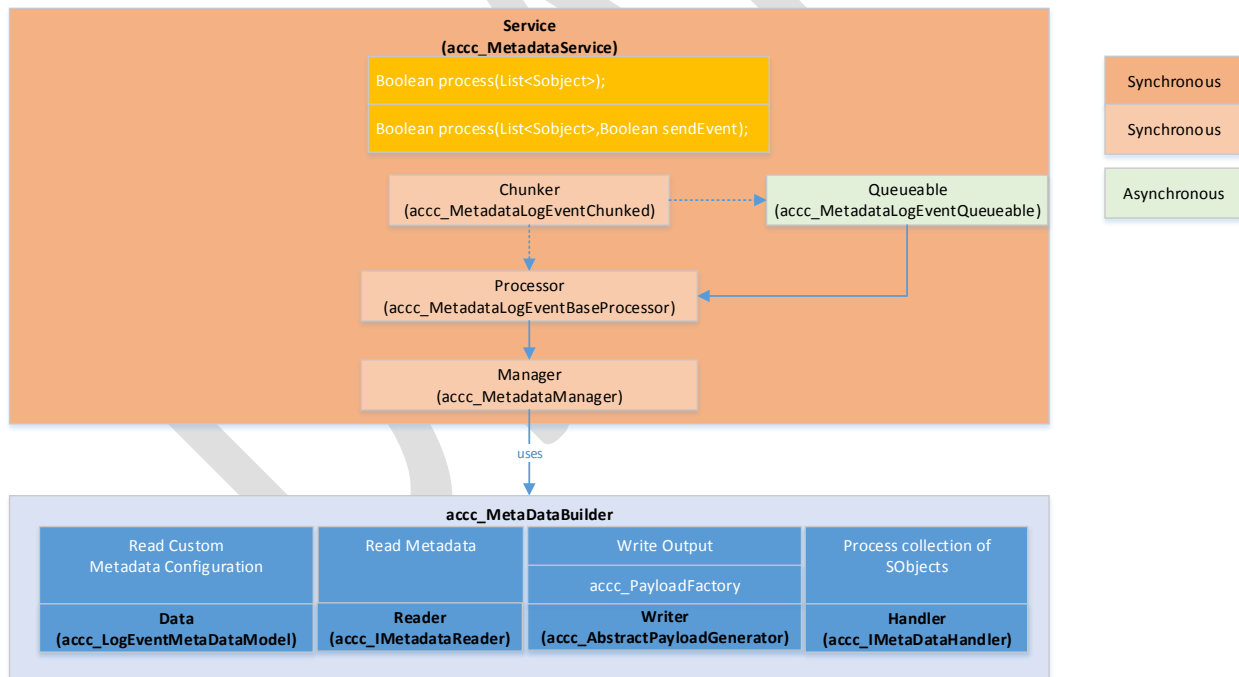 Service
(accc_MetadataService)
Boolean process(List<Sobject>);
Boolean process(List<Sobject>,Boolean sendEvent);
Chunker
(accc_MetadataLogEventChunked)
Queueable
(accc_MetadataLogEventQueueable)
Processor
(accc_MetadataLogEventBaseProcessor)
Manager
(accc_MetadataManager)
Synchronous
Synchronous
Asynchronous
uses
accc_MetaDataBuilder
Read Custom
Metadata Configuration
Data
(accc_LogEventMetaDataModel)
Read Metadata
Reader
(accc_IMetadataReader)
Write Output
accc_PayloadFactory
Writer
(accc_AbstractPayloadGenerator)
Process collection of
SObjects
Handler
(accc_IMetaDataHandler)